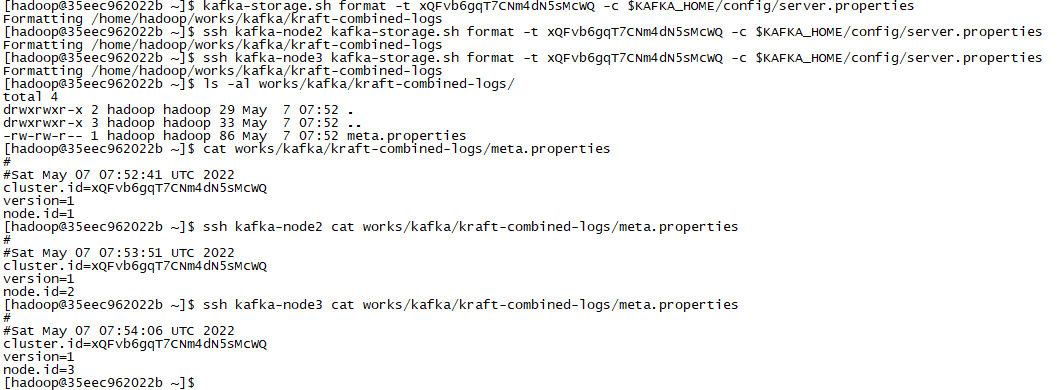 [hadoop@35eec962022b ~]$ kafka-storage.sh format -t xQFvb6gqT7CNm4dN5sMcWQ -c $KAFKA_HOME/config/server.properties
Formatting /home/hadoop/works/kafka/kraft-combined-logs
[hadoop@35eec962022b ~]$ ssh kafka-node2 kafka-storage.sh format -t xQFvb6gqT7CNm4dN5sMcWQ -c $KAFKA_HOME/config/server.properties
Formatting /home/hadoop/works/kafka/kraft-combined-logs
[hadoop@35eec962022b ~]$ ssh kafka-node3 kafka-storage.sh format -t xQFvb6gqT7CNm4dN5sMcWQ -c $KAFKA_HOME/config/server.properties
Formatting /home/hadoop/works/kafka/kraft-combined-logs
[hadoop@35eec962022b ~]$ ls -al works/kafka/kraft-combined-logs/
total 4
drwxrwxr-x 2 hadoop hadoop 29 May  7 07:52 .
drwxrwxr-x 3 hadoop hadoop 33 May  7 07:52 ..
-rw-rw-r-- 1 hadoop hadoop 86 May  7 07:52 meta.properties
[hadoop@35eec962022b ~]$ cat works/kafka/kraft-combined-logs/meta.properties
#
#Sat May 07 07:52:41 UTC 2022
cluster.id=xQFvb6gqT7CNm4dN5sMcWQ
version=1
node.id=1
[hadoop@35eec962022b ~]$ ssh kafka-node2 cat works/kafka/kraft-combined-logs/meta.properties
#
#Sat May 07 07:53:51 UTC 2022
cluster.id=xQFvb6gqT7CNm4dN5sMcWQ
version=1
node.id=2
[hadoop@35eec962022b ~]$ ssh kafka-node3 cat works/kafka/kraft-combined-logs/meta.properties
#
#Sat May 07 07:54:06 UTC 2022
cluster.id=xQFvb6gqT7CNm4dN5sMcWQ
version=1
node.id=3
[hadoop@35eec962022b ~]$